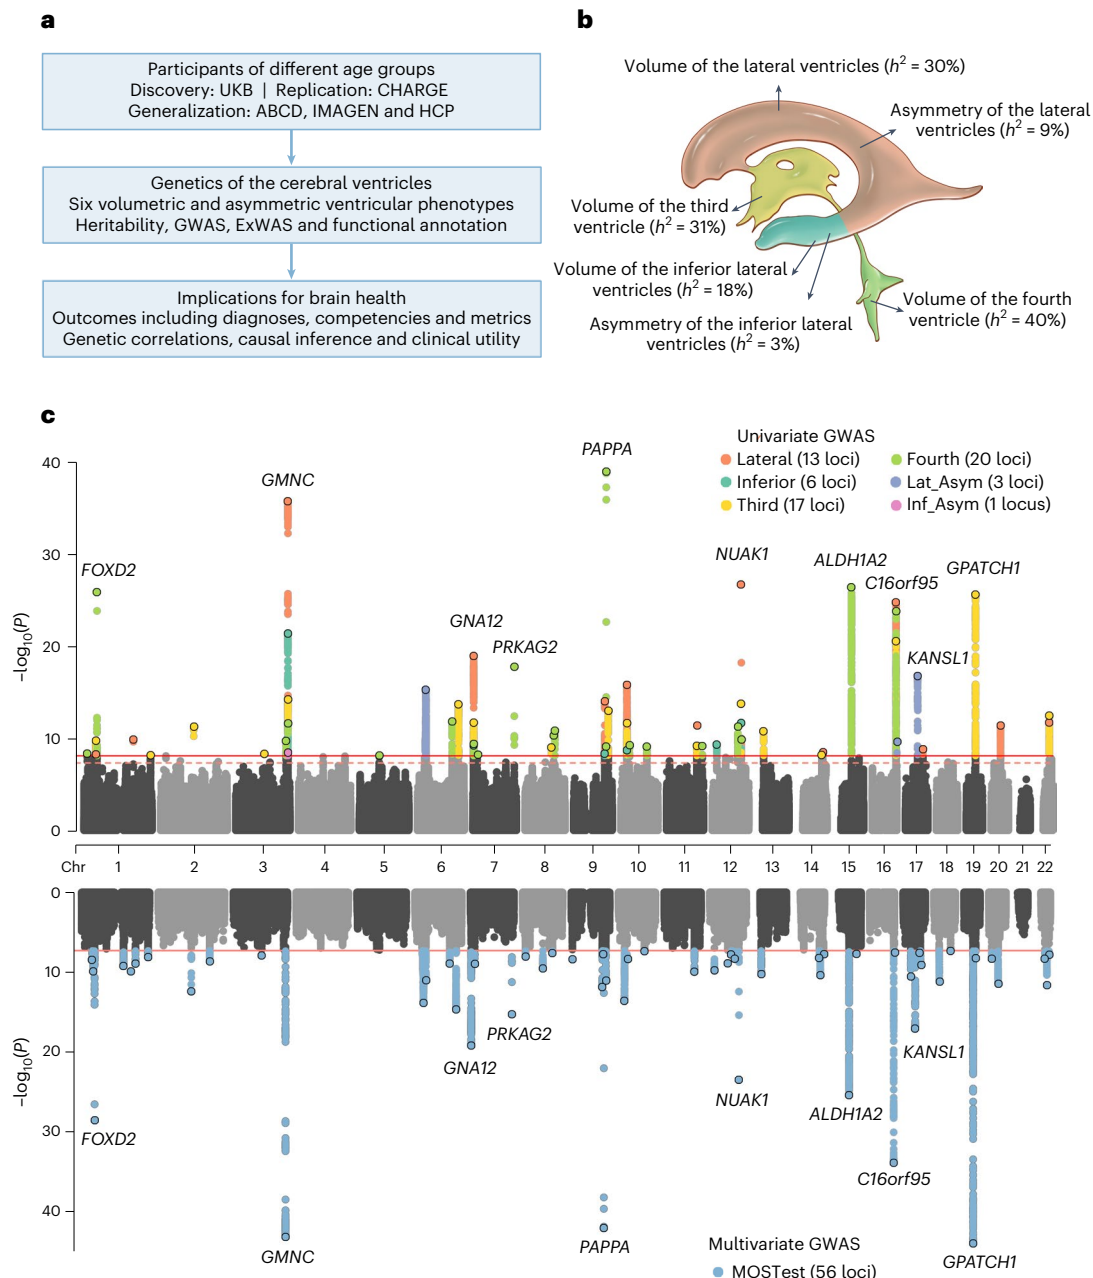 a
Participants of different age groups
Discovery: UKB | Replication: CHARGE
Generalization: ABCD, IMAGEN and HCP
Genetics of the cerebral ventricles
Six volumetric and asymmetric ventricular phenotypes
Heritability, GWAS, ExWAS and functional annotation
Implications for brain health
Outcomes including diagnoses, competencies and metrics
Genetic correlations, causal inference and clinical utility
b
Volume of the lateral ventricles (h² = 30%)
Asymmetry of the lateral
ventricles (h² = 9%)
Volume of the third
ventricle (h² = 31%)
Volume of the inferior lateral
ventricles (h² = 18%)
Asymmetry of the inferior lateral
ventricles (h² = 3%)
Volume of the fourth
ventricle (h² = 40%)
c
Univariate GWAS
Lateral (13 loci)
Inferior (6 loci)
Third (17 loci)
Fourth (20 loci)
Lat_Asym (3 loci)
Inf_Asym (1 locus)
−log₁₀(P)
40
30
20
10
0
FOXD2
GMNC
GNA12
PRKAG2
PAPPA
NUAK1
ALDH1A2
C16orf95
KANSL1
GPATCH1
Chr 1 2 3 4 5 6 7 8 9 10 11 12 13 14 15 16 17 18 19 20 21 22
−log₁₀(P)
0
10
20
30
40
FOXD2
GMNC
GNA12
PRKAG2
PAPPA
NUAK1
ALDH1A2
C16orf95
KANSL1
GPATCH1
Multivariate GWAS
MOSTest (56 loci)